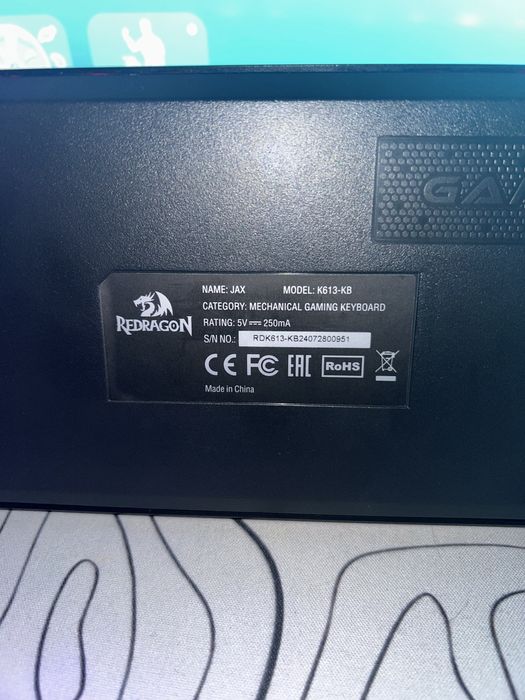 NAME: JAX MODEL: K613-KB
CATEGORY: MECHANICAL GAMING KEYBOARD
REDRAGON
RATING: 5V⎓250mA
S/N NO.: RDK613-KB24072800951
CE FC EAC RoHS
Made in China